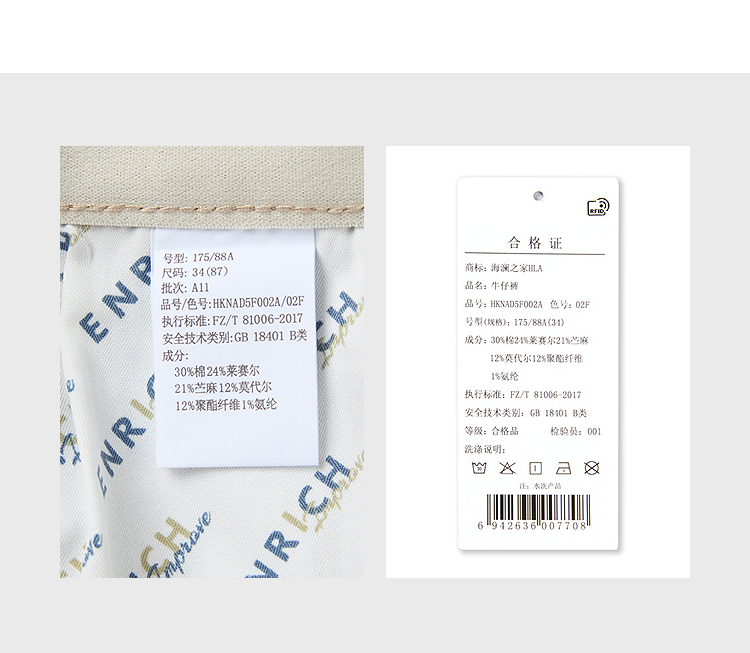 号型: 175/88A
尺码: 34(87)
批次: A11
品号/色号:HKNAD5F002A/02F
执行标准:FZ/T 81006-2017
安全技术类别:GB 18401 B类
成分:
30%棉24%莱赛尔
21%苎麻12%莫代尔
12%聚酯纤维1%氨纶
ENRICH
Improve
ENRICH
Improve
ENRICH
Improve
RFID
合格证
商标: 海澜之家HLA
品名: 牛仔裤
品号: HKNAD5F002A 色号: 02F
号型(规格): 175/88A(34)
成分: 30%棉24%莱赛尔21%苎麻
12%莫代尔12%聚酯纤维
1%氨纶
执行标准: FZ/T 81006-2017
安全技术类别: GB 18401 B类
等级: 合格品 检验员: 001
洗涤说明:
注: 水洗产品
6 942636 007708